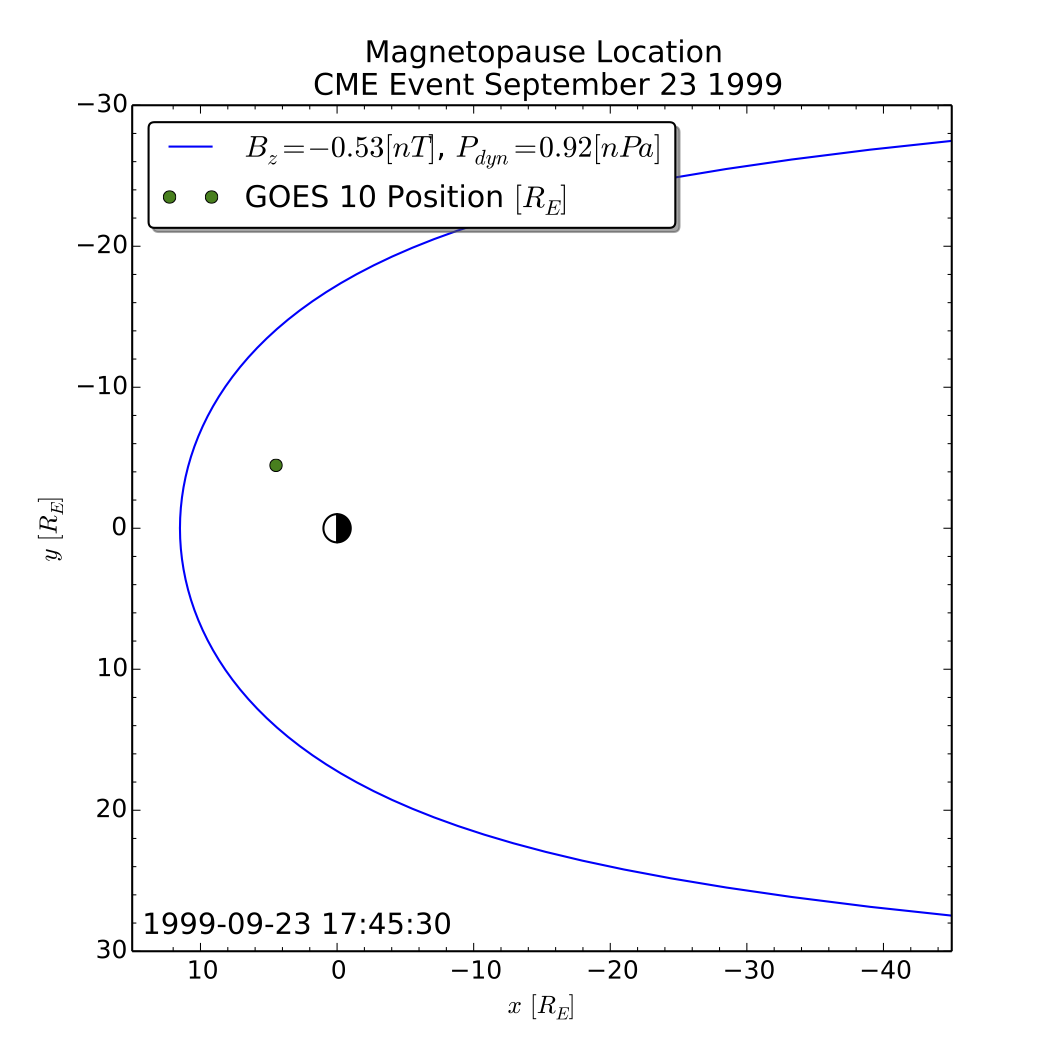 Magnetopause Location
CME Event September 23 1999
B_z=−0.53[nT], P_dyn=0.92[nPa]
GOES 10 Position [R_E]
−30
−20
−10
0
10
20
30
y [R_E]
1999-09-23 17:45:30
10 0 −10 −20 −30 −40
x [R_E]